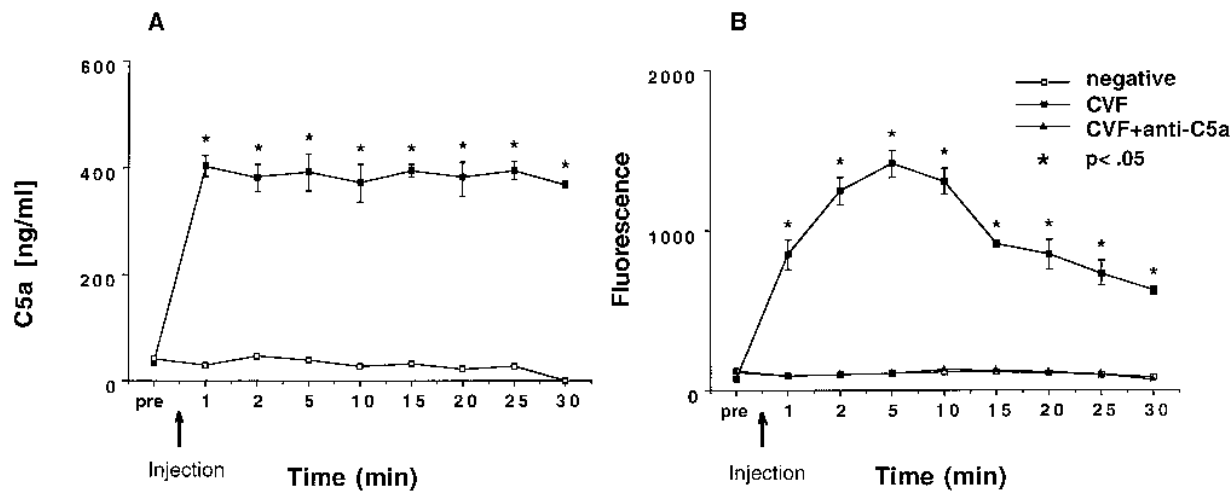 A
600
400
200
0
C5a [ng/ml]
* * * * * * * *
pre 1 2 5 10 15 20 25 30
Injection
Time (min)
B
2000
1000
0
Fluorescence
negative
CVF
CVF+anti-C5a
* p< .05
* * * * * * * *
pre 1 2 5 10 15 20 25 30
Injection
Time (min)